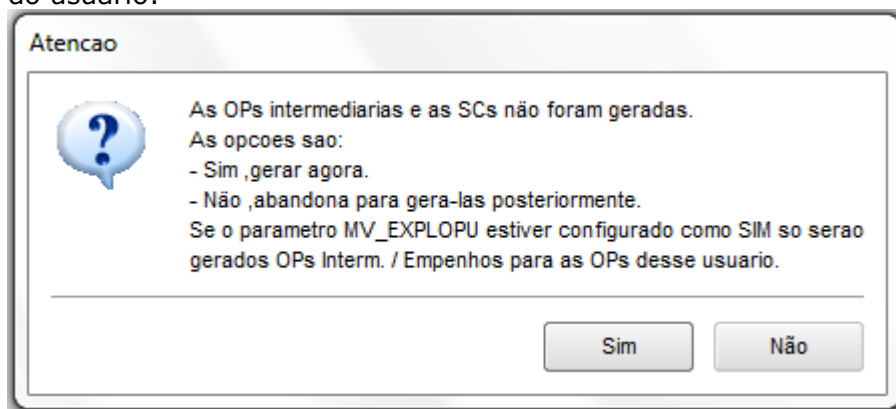 do usuário:
Atencao
As OPs intermediarias e as SCs não foram geradas.
As opcoes sao:
- Sim ,gerar agora.
- Não ,abandona para gera-las posteriormente.
Se o parametro MV_EXPLOPU estiver configurado como SIM so serao
gerados OPs Interm. / Empenhos para as OPs desse usuario.
Sim
Não